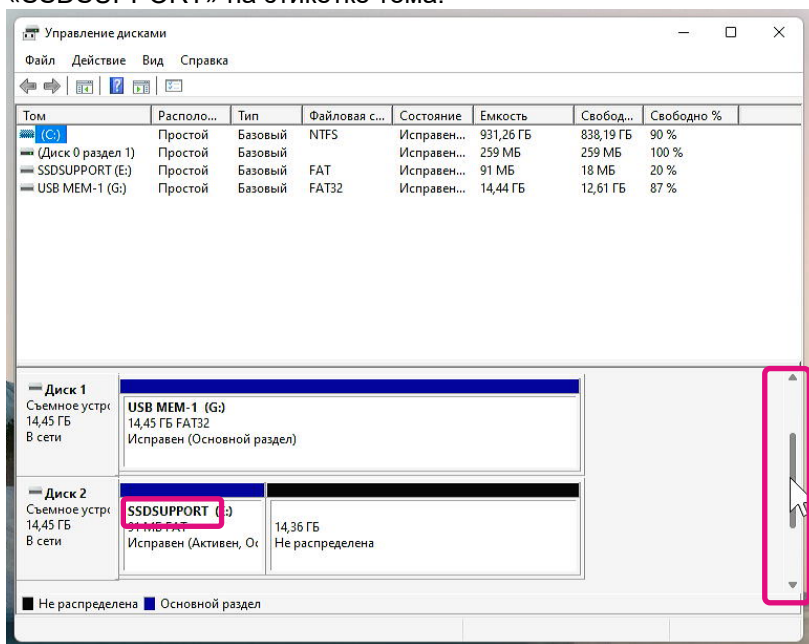 «SSDSUPPORT» на этикетке тома.
Управление дисками
Файл Действие Вид Справка
Том Располо... Тип Файловая с... Состояние Емкость Свобод... Свободно %
(C:) Простой Базовый NTFS Исправен... 931,26 ГБ 838,19 ГБ 90 %
(Диск 0 раздел 1) Простой Базовый Исправен... 259 МБ 259 МБ 100 %
SSDSUPPORT (E:) Простой Базовый FAT Исправен... 91 МБ 18 МБ 20 %
USB MEM-1 (G:) Простой Базовый FAT32 Исправен... 14,44 ГБ 12,61 ГБ 87 %
Диск 1
Съемное устро
14,45 ГБ
В сети
USB MEM-1 (G:)
14,45 ГБ FAT32
Исправен (Основной раздел)
Диск 2
Съемное устро
14,45 ГБ
В сети
SSDSUPPORT
91 МБ FAT
Исправен (Активен, Ос
14,36 ГБ
Не распределена
Не распределена Основной раздел